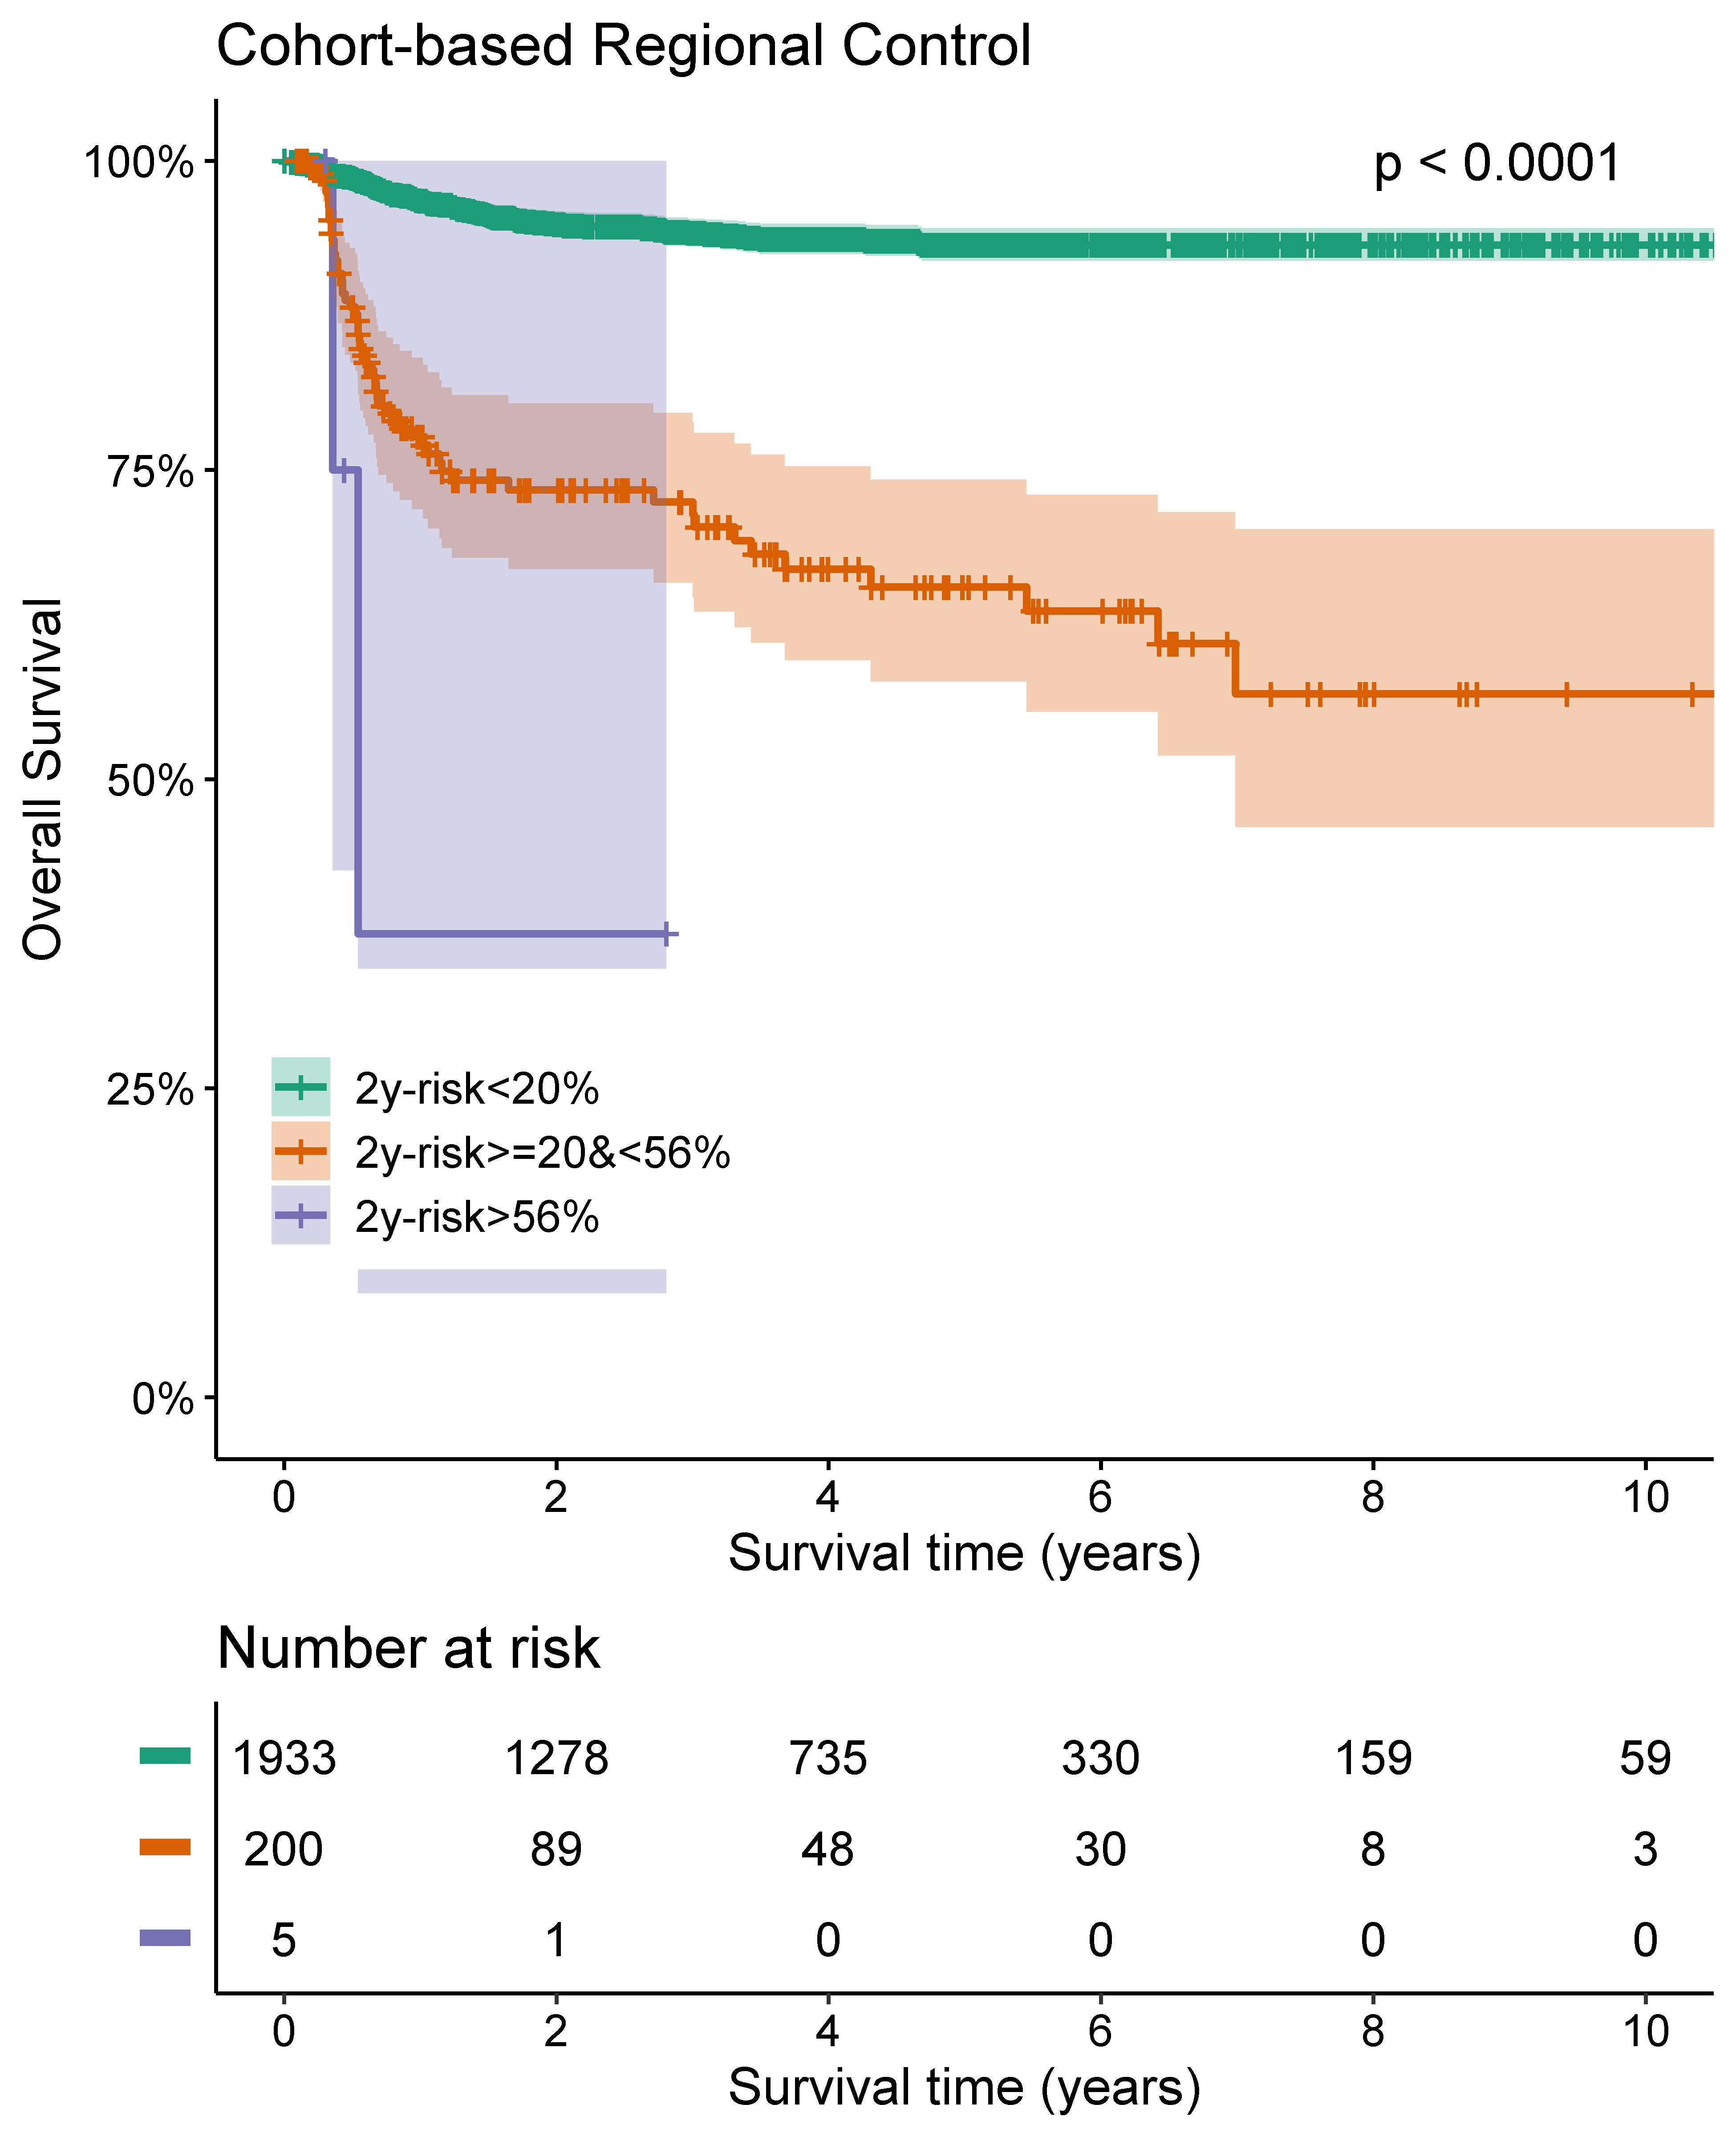 Cohort-based Regional Control
p < 0.0001
100%
75%
50%
25%
0%
Overall Survival
2y-risk<20%
2y-risk>=20&<56%
2y-risk>56%
0 2 4 6 8 10
Survival time (years)
Number at risk
1933 1278 735 330 159 59
200 89 48 30 8 3
5 1 0 0 0 0
0 2 4 6 8 10
Survival time (years)